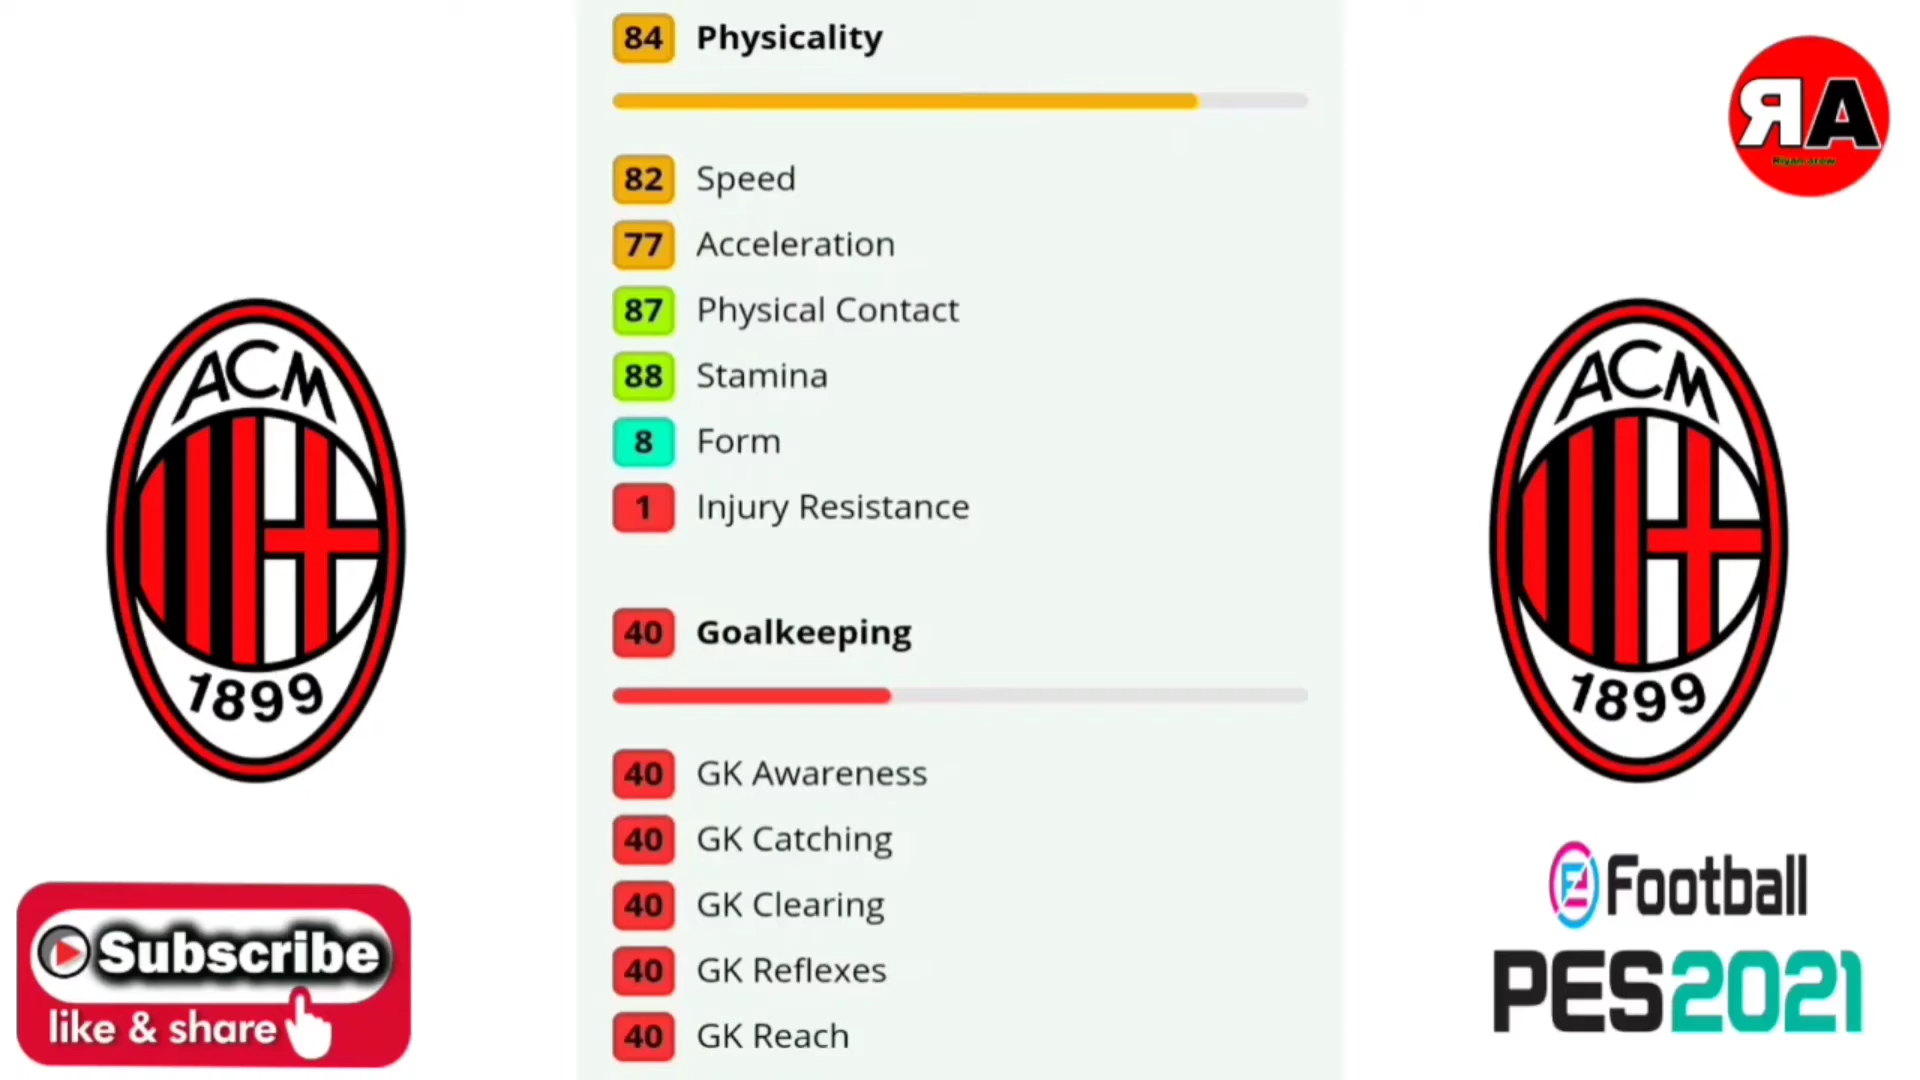 84 Physicality
82 Speed
77 Acceleration
87 Physical Contact
88 Stamina
8 Form
1 Injury Resistance
40 Goalkeeping
40 GK Awareness
40 GK Catching
40 GK Clearing
40 GK Reflexes
40 GK Reach
ACM
1899
Subscribe
like & share
ЯA
ACM
1899
eFootball
PES2021